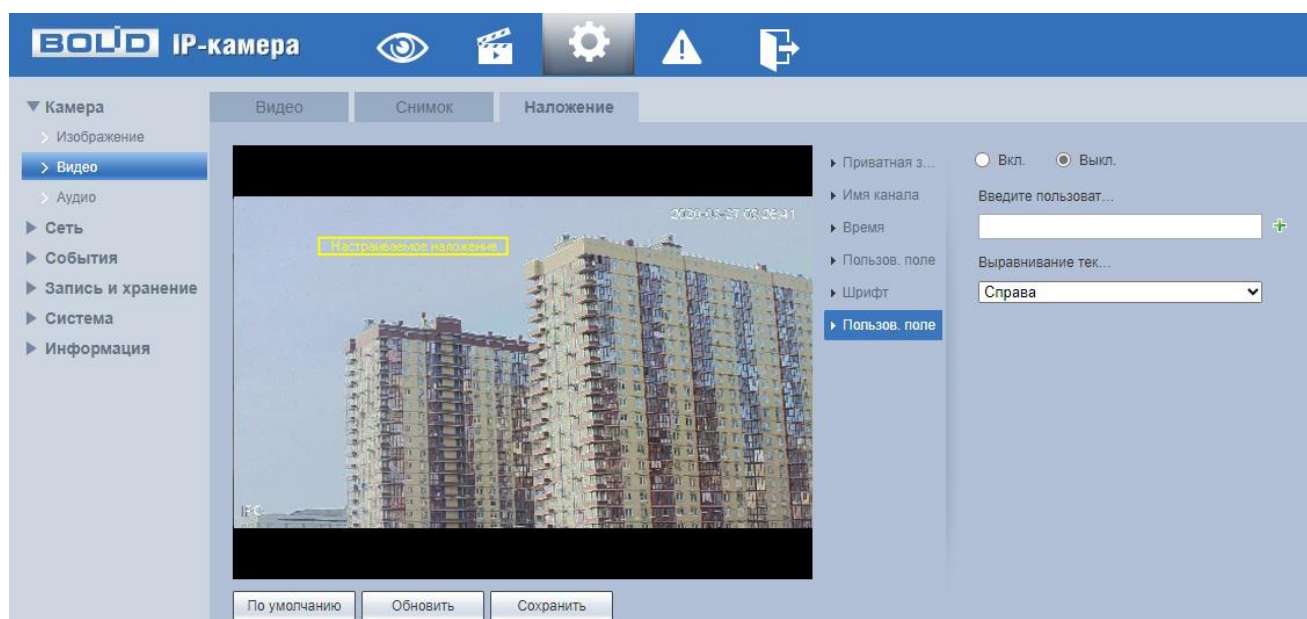 BOLID IP-камера
Камера
Изображение
Видео
Аудио
Сеть
События
Запись и хранение
Система
Информация
Видео Снимок Наложение
Настраиваемое наложение
IPC
По умолчанию Обновить Сохранить
Приватная з...
Имя канала
Время
Пользов. поле
Шрифт
Пользов. поле
Вкл. Выкл.
Введите пользоват...
Выравнивание тек...
Справа